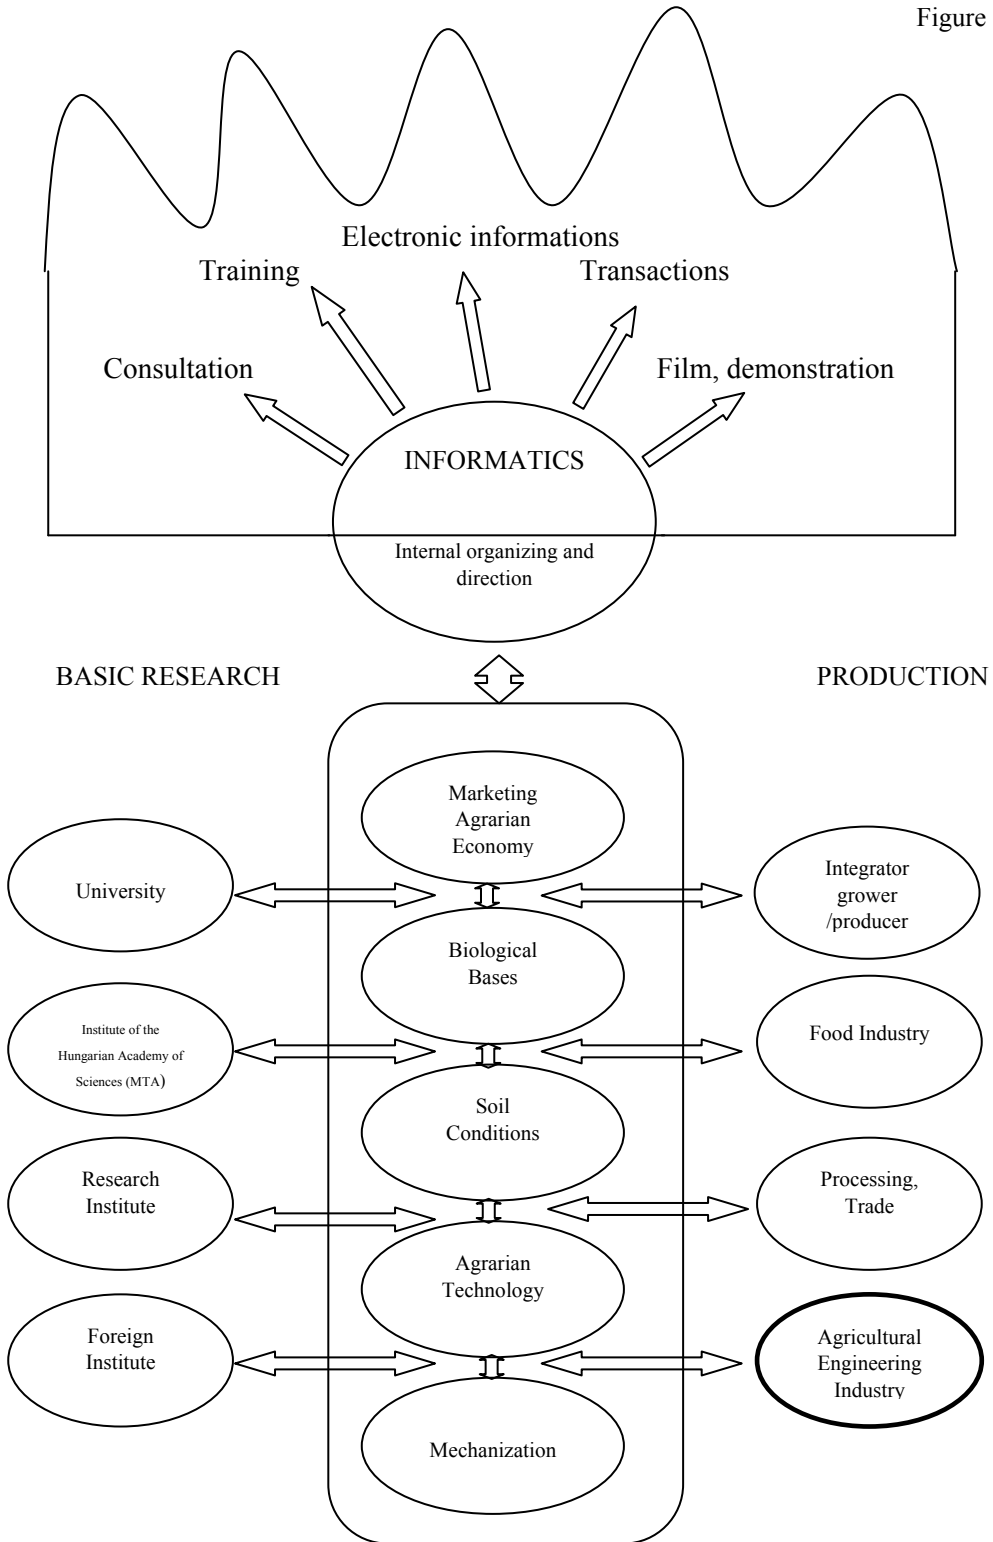 Figure
Electronic informations
Training
Transactions
Consultation
Film, demonstration
INFORMATICS
Internal organizing and
direction
BASIC RESEARCH
PRODUCTION
Marketing
Agrarian
Economy
University
Integrator
grower
/producer
Biological
Bases
Institute of the
Hungarian Academy of
Sciences (MTA)
Food Industry
Soil
Conditions
Research
Institute
Processing,
Trade
Agrarian
Technology
Foreign
Institute
Agricultural
Engineering
Industry
Mechanization